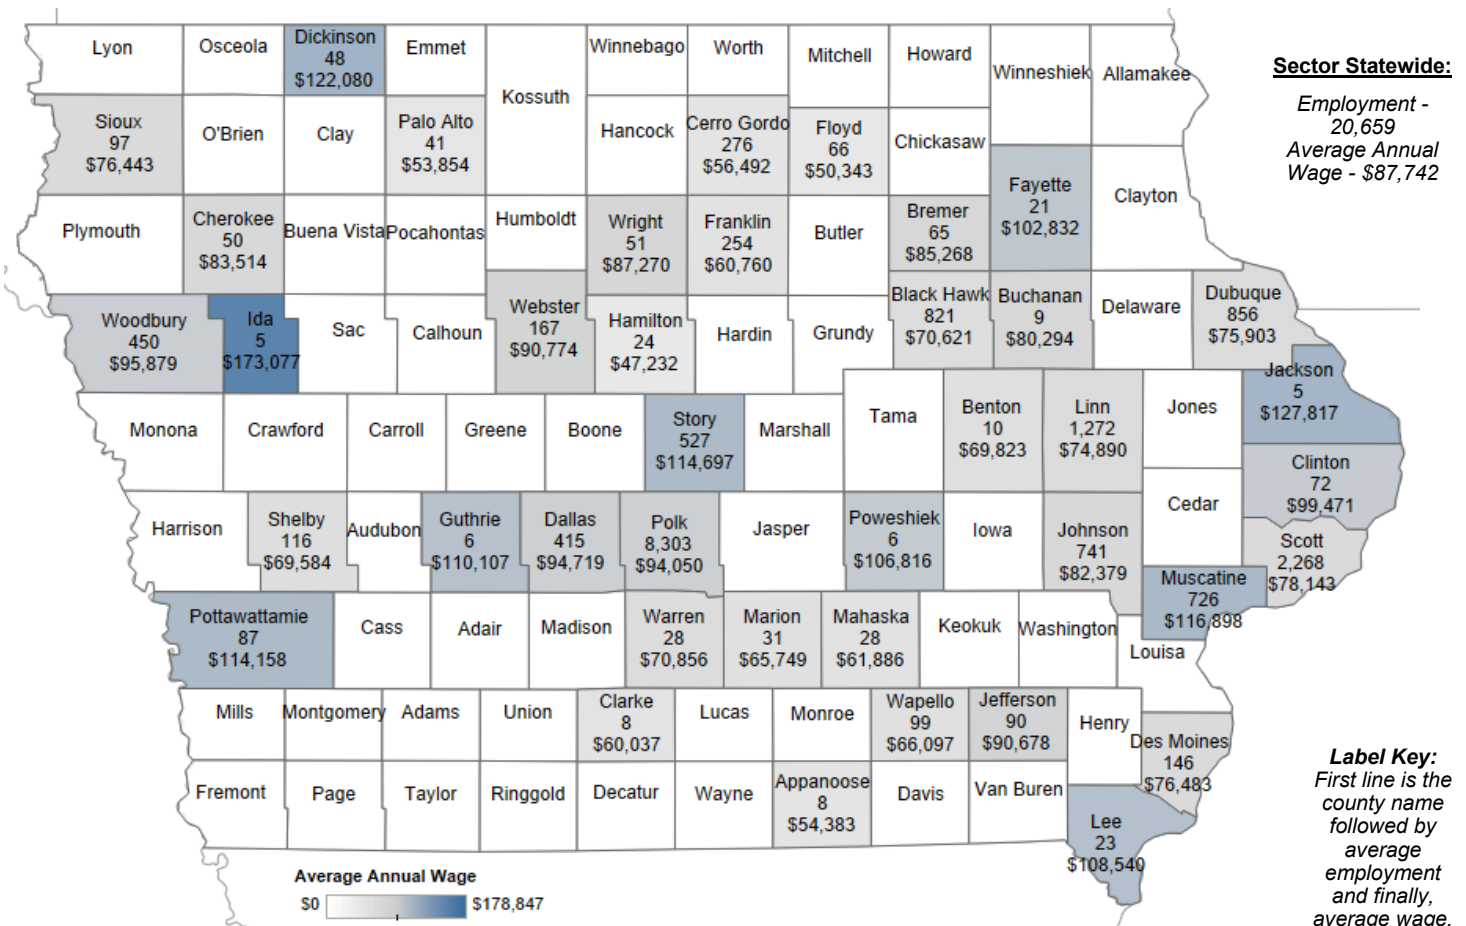 Lyon
Osceola
Dickinson
48
$122,080
Emmet
Kossuth
Winnebago
Worth
Mitchell
Howard
Winneshiek
Allamakee
Sector Statewide:
Employment -
20,659
Average Annual
Wage - $87,742
Sioux
97
$76,443
O'Brien
Clay
Palo Alto
41
$53,854
Hancock
Cerro Gordo
276
$56,492
Floyd
66
$50,343
Chickasaw
Fayette
21
$102,832
Clayton
Plymouth
Cherokee
50
$83,514
Buena Vista
Pocahontas
Humboldt
Wright
51
$87,270
Franklin
254
$60,760
Butler
Bremer
65
$85,268
Woodbury
450
$95,879
Ida
5
$173,077
Sac
Calhoun
Webster
167
$90,774
Hamilton
24
$47,232
Hardin
Grundy
Black Hawk
821
$70,621
Buchanan
9
$80,294
Delaware
Dubuque
856
$75,903
Jackson
5
$127,817
Monona
Crawford
Carroll
Greene
Boone
Story
527
$114,697
Marshall
Tama
Benton
10
$69,823
Linn
1,272
$74,890
Jones
Clinton
72
$99,471
Harrison
Shelby
116
$69,584
Audubon
Guthrie
6
$110,107
Dallas
415
$94,719
Polk
8,303
$94,050
Jasper
Poweshiek
6
$106,816
Iowa
Johnson
741
$82,379
Cedar
Scott
2,268
$78,143
Muscatine
726
$116,898
Pottawattamie
87
$114,158
Cass
Adair
Madison
Warren
28
$70,856
Marion
31
$65,749
Mahaska
28
$61,886
Keokuk
Washington
Louisa
Mills
Montgomery
Adams
Union
Clarke
8
$60,037
Lucas
Monroe
Wapello
99
$66,097
Jefferson
90
$90,678
Henry
Des Moines
146
$76,483
Fremont
Page
Taylor
Ringgold
Decatur
Wayne
Appanoose
8
$54,383
Davis
Van Buren
Lee
23
$108,540
Label Key:
First line is the
county name
followed by
average
employment
and finally,
average wage.
Average Annual Wage
$0
$178,847